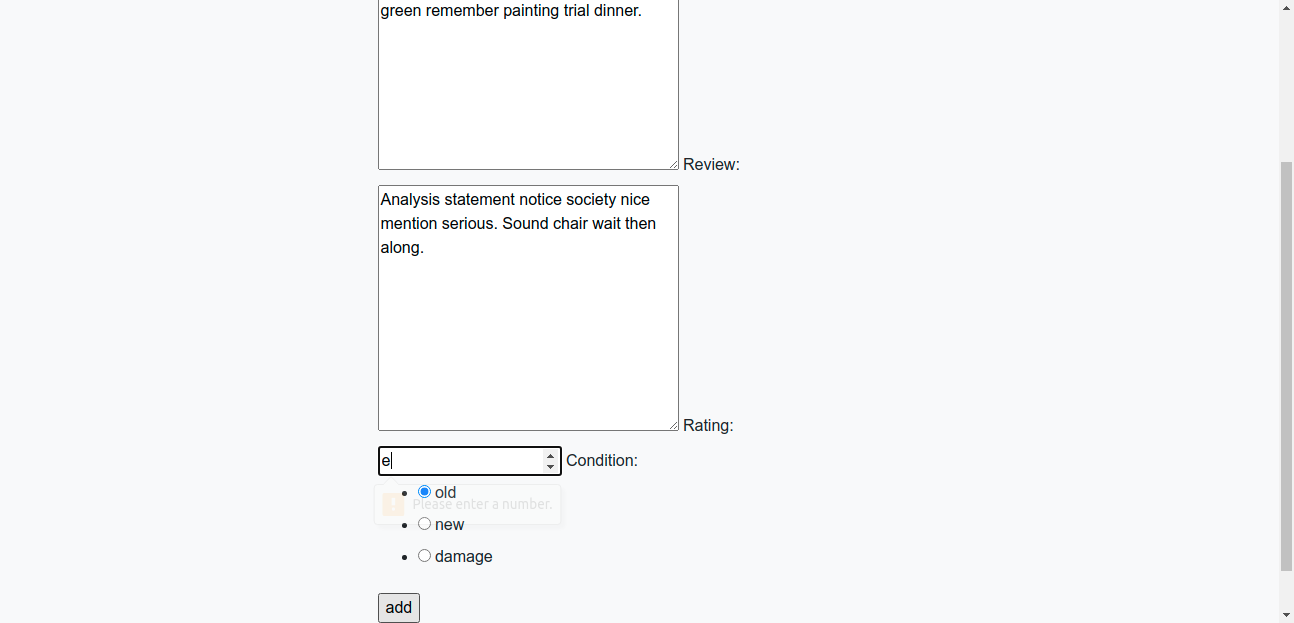 green remember painting trial dinner.
Review:
Analysis statement notice society nice
mention serious. Sound chair wait then
along.
Rating:
e Condition:
old
Please enter a number.
new
damage
add